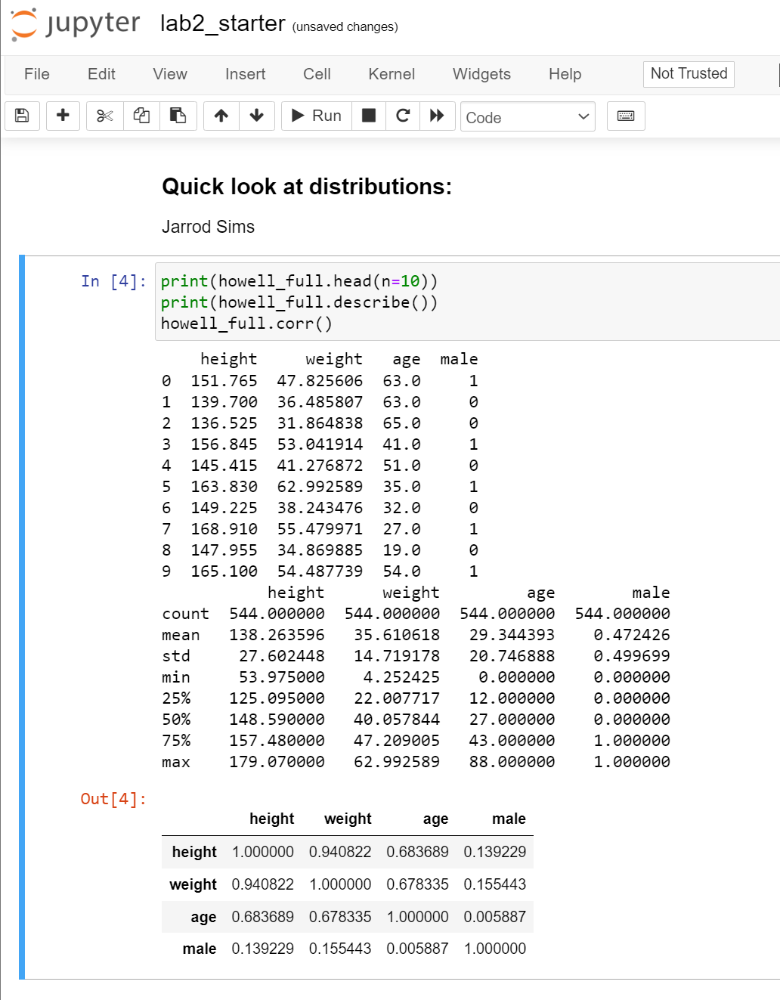 jupyter lab2_starter (unsaved changes)
File Edit View Insert Cell Kernel Widgets Help Not Trusted
Run Code
Quick look at distributions:
Jarrod Sims
In [4]: print(howell_full.head(n=10))
print(howell_full.describe())
howell_full.corr()
height weight age male
0 151.765 47.825606 63.0 1
1 139.700 36.485807 63.0 0
2 136.525 31.864838 65.0 0
3 156.845 53.041914 41.0 1
4 145.415 41.276872 51.0 0
5 163.830 62.992589 35.0 1
6 149.225 38.243476 32.0 0
7 168.910 55.479971 27.0 1
8 147.955 34.869885 19.0 0
9 165.100 54.487739 54.0 1
height weight age male
count 544.000000 544.000000 544.000000 544.000000
mean 138.263596 35.610618 29.344393 0.472426
std 27.602448 14.719178 20.746888 0.499699
min 53.975000 4.252425 0.000000 0.000000
25% 125.095000 22.007717 12.000000 0.000000
50% 148.590000 40.057844 27.000000 0.000000
75% 157.480000 47.209005 43.000000 1.000000
max 179.070000 62.992589 88.000000 1.000000
Out[4]:
height weight age male
height 1.000000 0.940822 0.683689 0.139229
weight 0.940822 1.000000 0.678335 0.155443
age 0.683689 0.678335 1.000000 0.005887
male 0.139229 0.155443 0.005887 1.000000